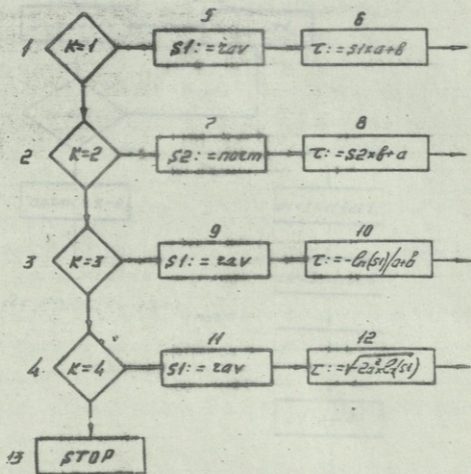 5 6
1 K=1 S1:=rav τ:=S1×a+b
7 8
2 K=2 S2:=norm τ:=S2×b+a
9 10
3 K=3 S1:=rav τ:=-ln(S1)/a+b
11 12
4. K=4 S1:=rav
13 STOP